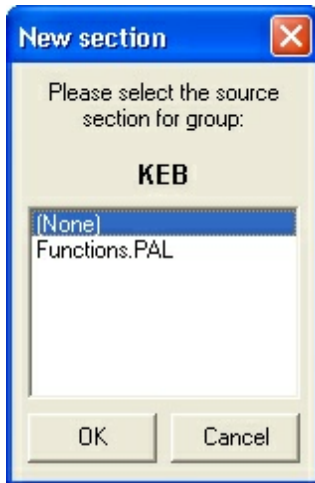 New section
Please select the source
section for group:
KEB
(None)
Functions.PAL
OK
Cancel